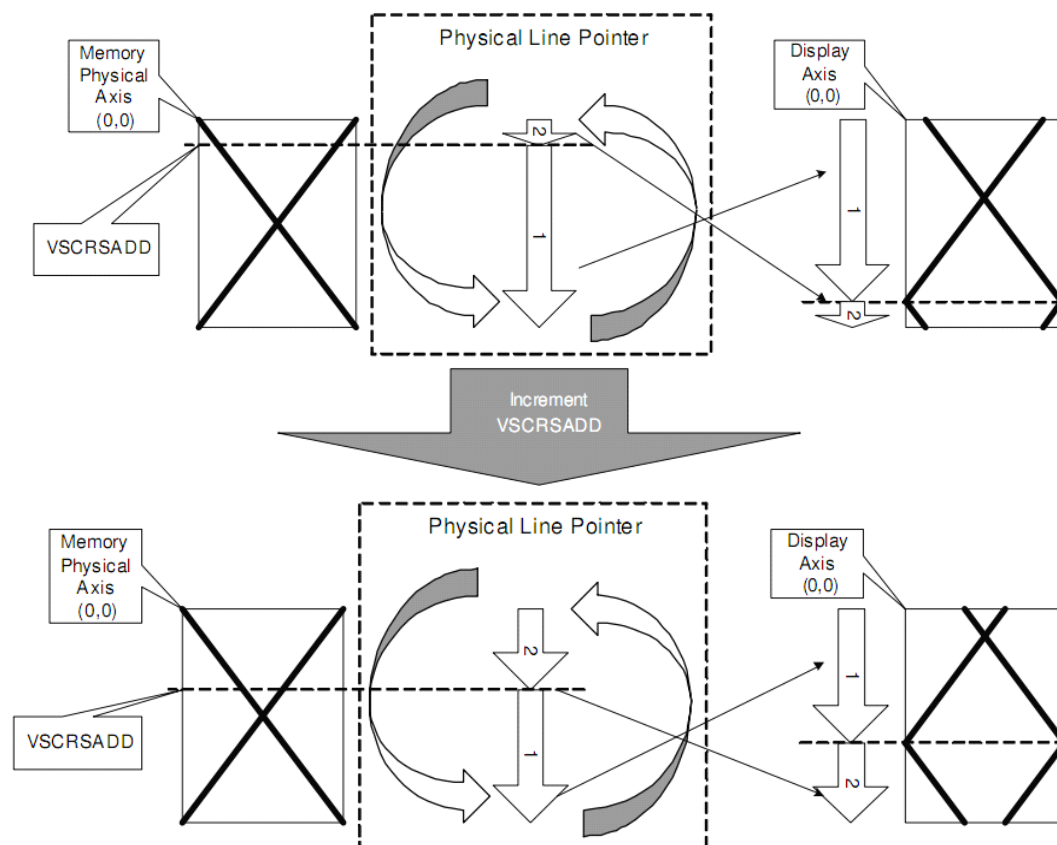 Physical Line Pointer
Memory
Physical
Axis
(0,0)
VSCRSADD
2
1
Display
Axis
(0,0)
1
2
Increment
VSCRSADD
Physical Line Pointer
Memory
Physical
Axis
(0,0)
VSCRSADD
2
1
Display
Axis
(0,0)
1
2